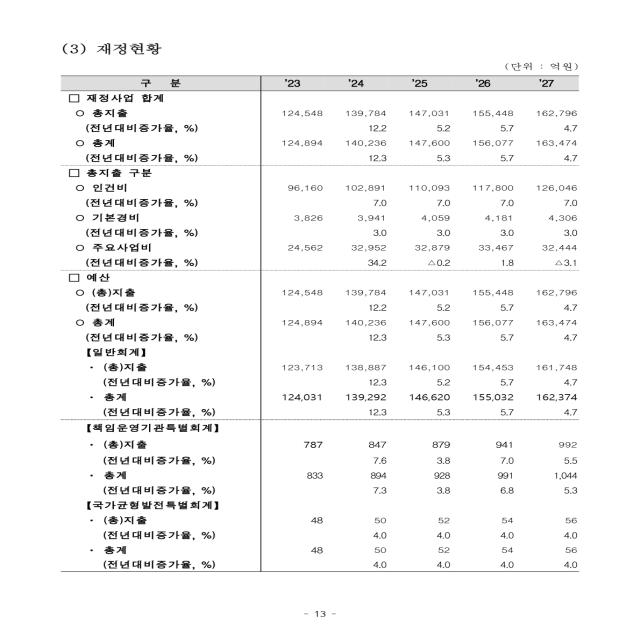 (3) 재정현황
(단위 : 억원)
구 분 '23 '24 '25 '26 '27
□ 재정사업 합계
○ 총지출 124,548 139,784 147,031 155,448 162,796
(전년대비증가율, %) 12.2 5.2 5.7 4.7
○ 총계 124,894 140,236 147,600 156,077 163,474
(전년대비증가율, %) 12.3 5.3 5.7 4.7
□ 총지출 구분
○ 인건비 96,160 102,891 110,093 117,800 126,046
(전년대비증가율, %) 7.0 7.0 7.0 7.0
○ 기본경비 3,826 3,941 4,059 4,181 4,306
(전년대비증가율, %) 3.0 3.0 3.0 3.0
○ 주요사업비 24,562 32,952 32,879 33,467 32,444
(전년대비증가율, %) 34.2 △0.2 1.8 △3.1
□ 예산
○ (총)지출 124,548 139,784 147,031 155,448 162,796
(전년대비증가율, %) 12.2 5.2 5.7 4.7
○ 총계 124,894 140,236 147,600 156,077 163,474
(전년대비증가율, %) 12.3 5.3 5.7 4.7
【일반회계】
· (총)지출 123,713 138,887 146,100 154,453 161,748
(전년대비증가율, %) 12.3 5.2 5.7 4.7
· 총계 124,031 139,292 146,620 155,032 162,374
(전년대비증가율, %) 12.3 5.3 5.7 4.7
【책임운영기관특별회계】
· (총)지출 787 847 879 941 992
(전년대비증가율, %) 7.6 3.8 7.0 5.5
· 총계 833 894 928 991 1,044
(전년대비증가율, %) 7.3 3.8 6.8 5.3
【국가균형발전특별회계】
· (총)지출 48 50 52 54 56
(전년대비증가율, %) 4.0 4.0 4.0 4.0
· 총계 48 50 52 54 56
(전년대비증가율, %) 4.0 4.0 4.0 4.0
- 13 -